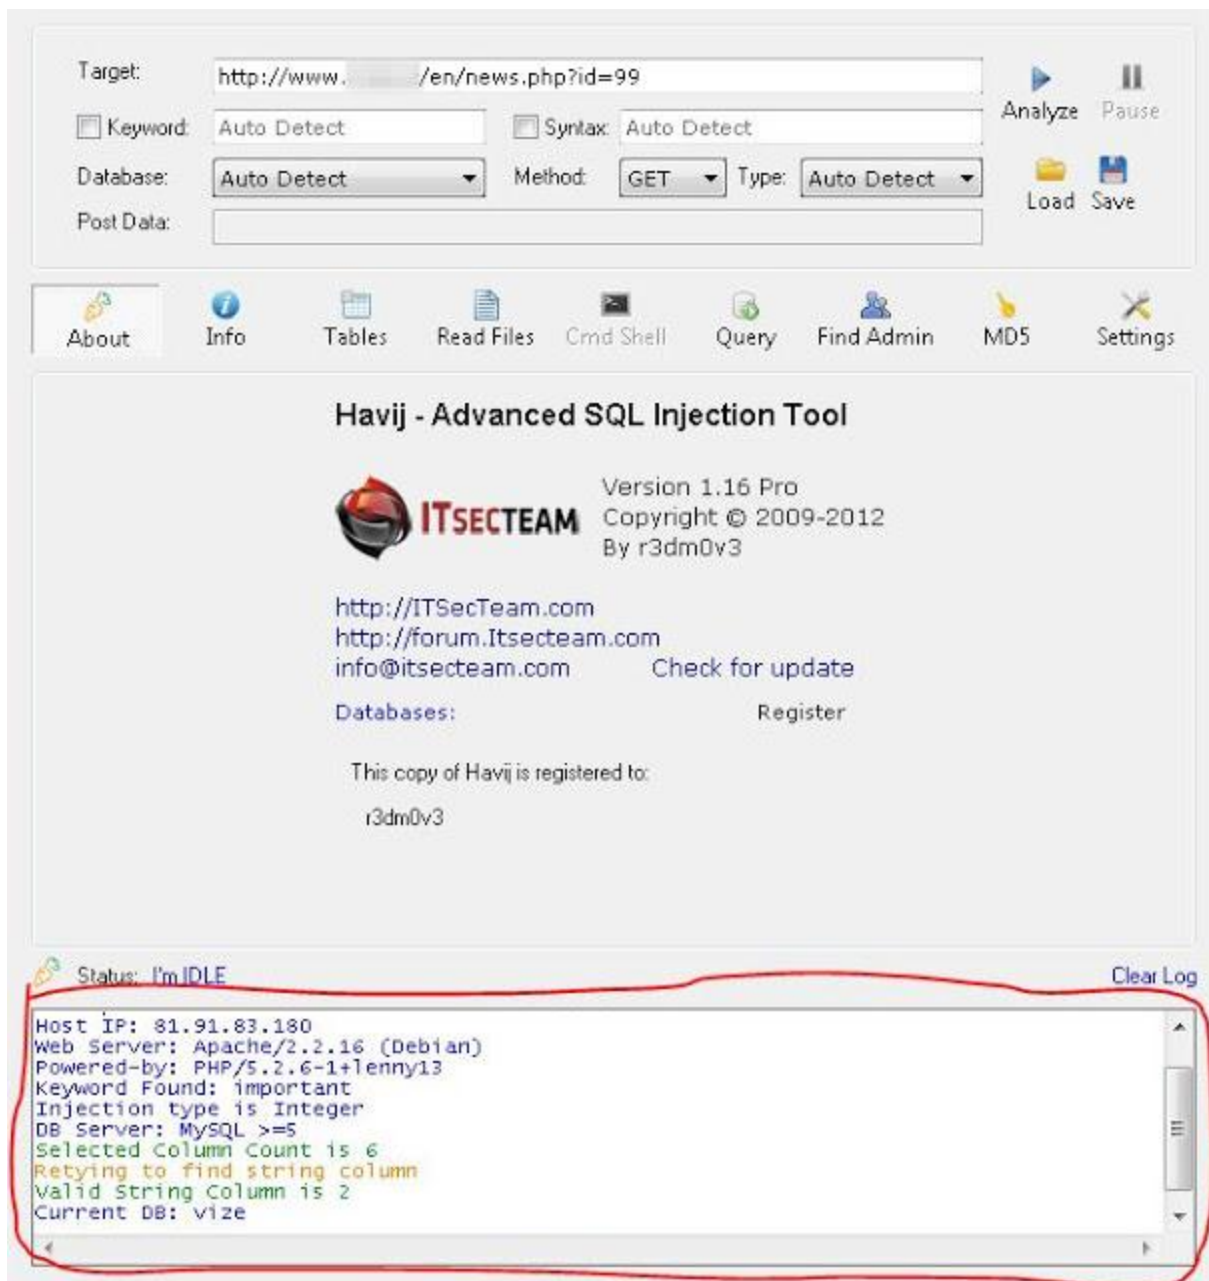 Target: http://www. /en/news.php?id=99
Analyze Pause
Keyword: Auto Detect Syntax: Auto Detect
Database: Auto Detect Method: GET Type: Auto Detect
Load Save
Post Data:
About Info Tables Read Files Cmd Shell Query Find Admin MD5 Settings
Havij - Advanced SQL Injection Tool
ITSECTEAM
Version 1.16 Pro
Copyright © 2009-2012
By r3dm0v3
http://ITSecTeam.com
http://forum.Itsecteam.com
info@itsecteam.com Check for update
Databases: Register
This copy of Havij is registered to:
r3dm0v3
Status: I'm IDLE Clear Log
Host IP: 81.91.83.180
Web Server: Apache/2.2.16 (Debian)
Powered-by: PHP/5.2.6-1+lenny13
Keyword Found: important
Injection type is Integer
DB Server: MySQL >=5
Selected Column Count is 6
Retying to find string column
Valid String Column is 2
Current DB: vize